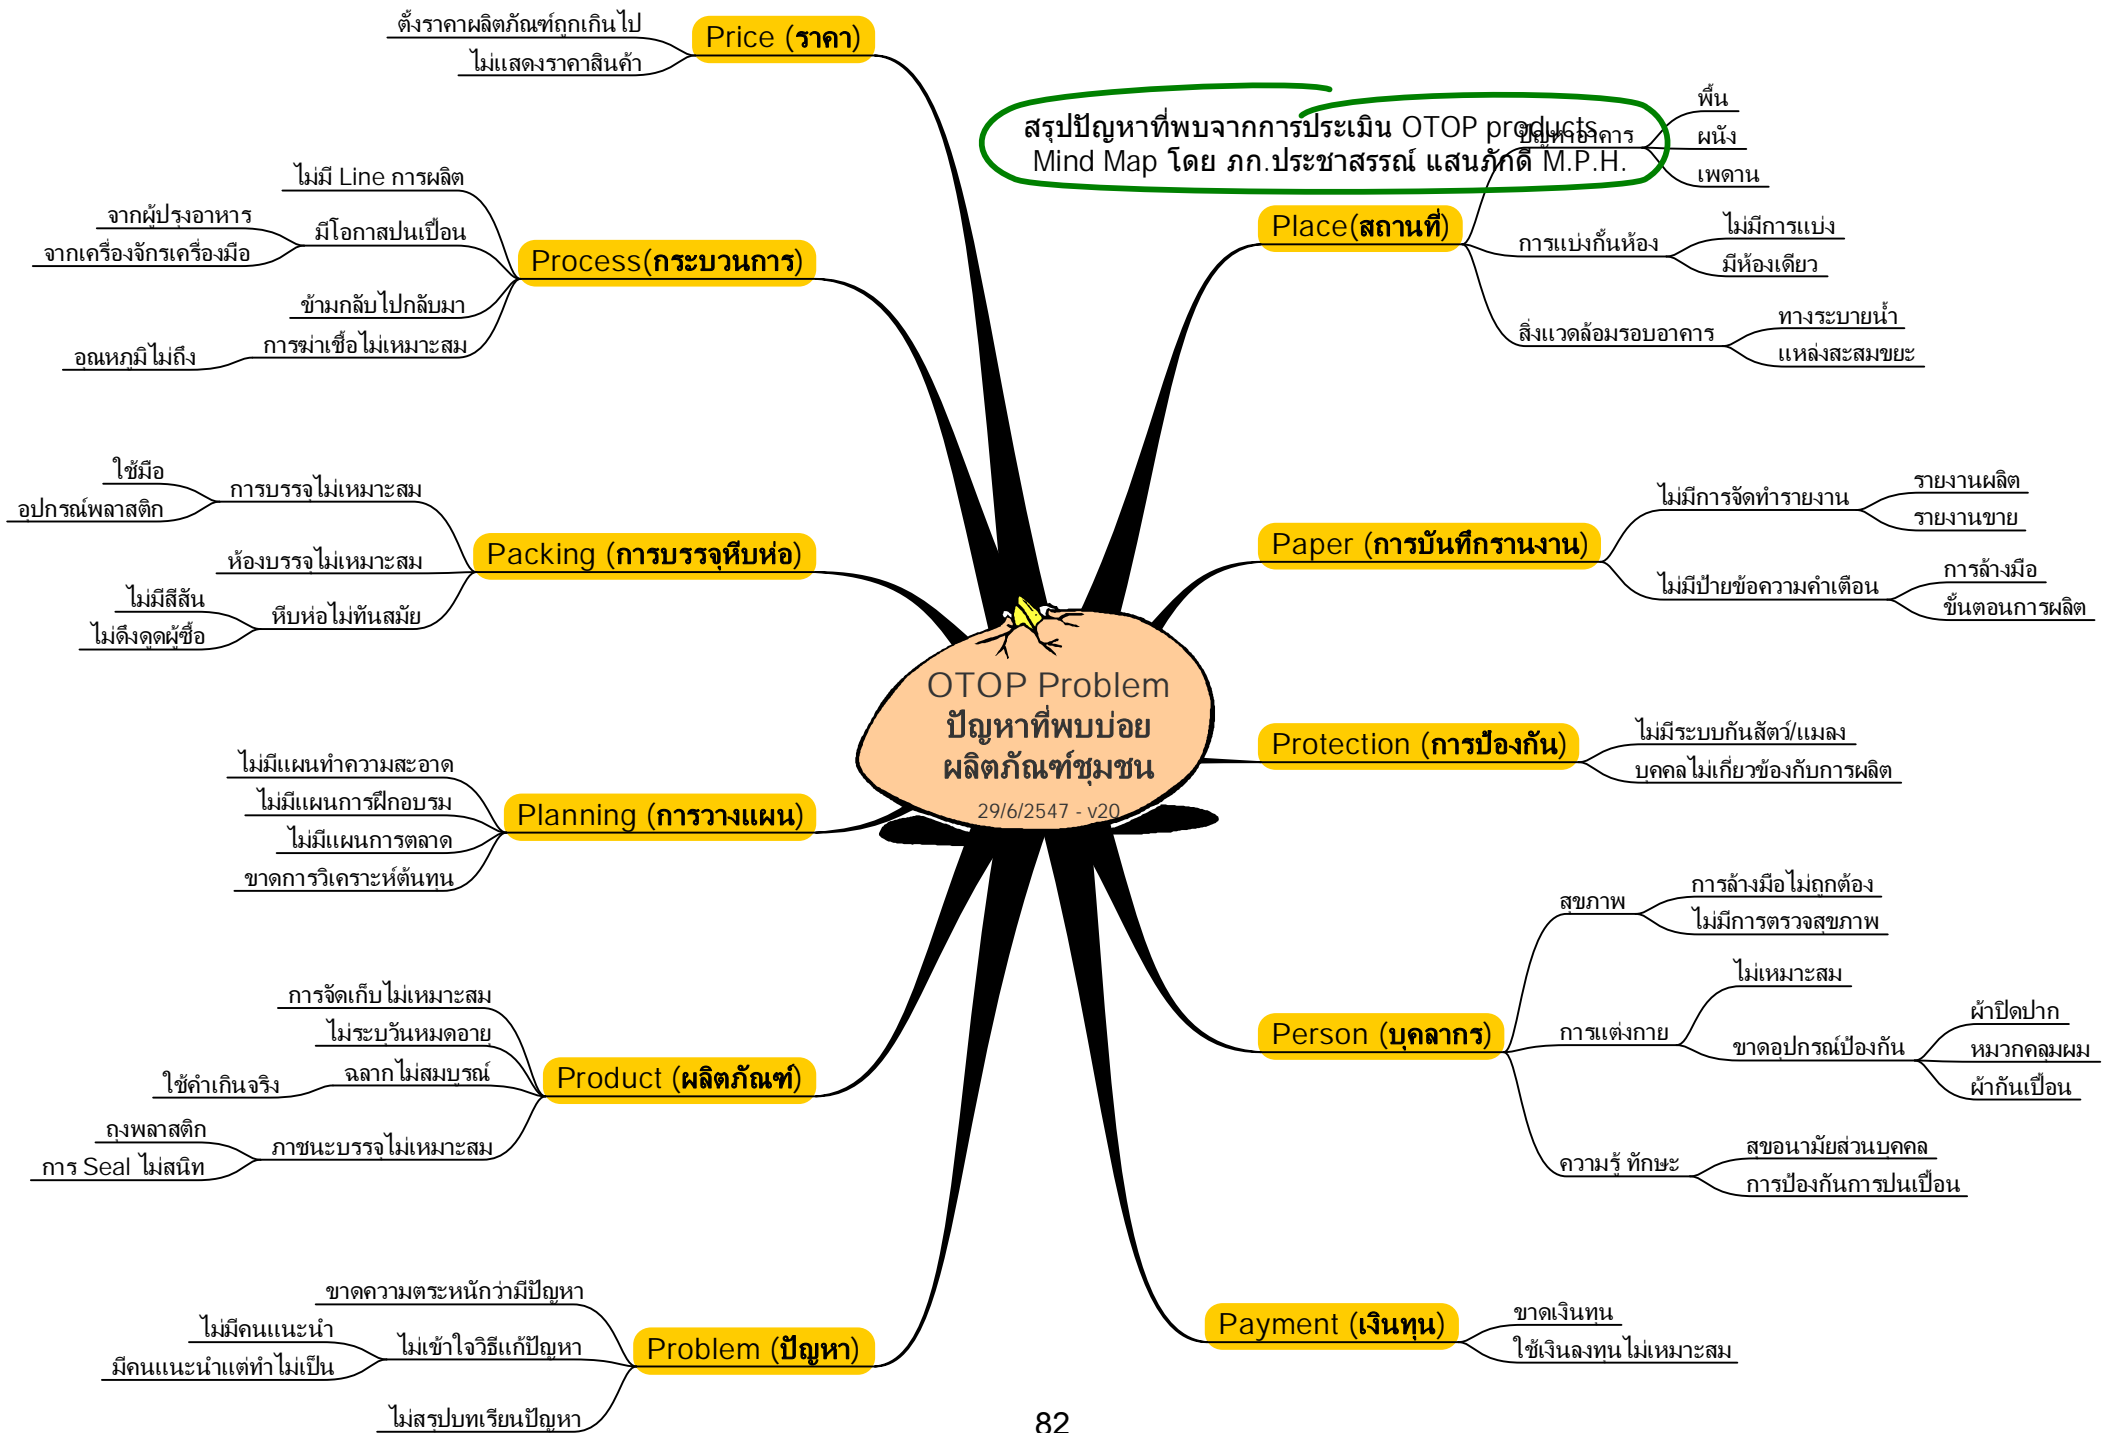 สรุปปัญหาที่พบจากการประเมิน OTOP products
Mind Map โดย ภก.ประชาสรรณ์ แสนภักดี M.P.H.
OTOP Problem
ปัญหาที่พบบ่อย
ผลิตภัณฑ์ชุมชน
29/6/2547 - v20
Place(สถานที่)
ปัญหาอาคาร
พื้น
ผนัง
เพดาน
การแบ่งกั้นห้อง
ไม่มีการแบ่ง
มีห้องเดียว
สิ่งแวดล้อมรอบอาคาร
ทางระบายน้ำ
แหล่งสะสมขยะ
Paper (การบันทึกรานงาน)
ไม่มีการจัดทำรายงาน
รายงานผลิต
รายงานขาย
ไม่มีป้ายข้อความคำเตือน
การล้างมือ
ขั้นตอนการผลิต
Protection (การป้องกัน)
ไม่มีระบบกันสัตว์/แมลง
บุคคลไม่เกี่ยวข้องกับการผลิต
Person (บุคลากร)
สุขภาพ
การล้างมือไม่ถูกต้อง
ไม่มีการตรวจสุขภาพ
การแต่งกาย
ไม่เหมาะสม
ขาดอุปกรณ์ป้องกัน
ผ้าปิดปาก
หมวกคลุมผม
ผ้ากันเปื้อน
ความรู้ ทักษะ
สุขอนามัยส่วนบุคคล
การป้องกันการปนเปื้อน
Payment (เงินทุน)
ขาดเงินทุน
ใช้เงินลงทุนไม่เหมาะสม
Price (ราคา)
ตั้งราคาผลิตภัณฑ์ถูกเกินไป
ไม่แสดงราคาสินค้า
Process(กระบวนการ)
ไม่มี Line การผลิต
มีโอกาสปนเปื้อน
จากผู้ปรุงอาหาร
จากเครื่องจักรเครื่องมือ
ข้ามกลับไปกลับมา
การฆ่าเชื้อไม่เหมาะสม
อุณหภูมิไม่ถึง
Packing (การบรรจุหีบห่อ)
การบรรจุไม่เหมาะสม
ใช้มือ
อุปกรณ์พลาสติก
ห้องบรรจุไม่เหมาะสม
หีบห่อไม่ทันสมัย
ไม่มีสีสัน
ไม่ดึงดูดผู้ซื้อ
Planning (การวางแผน)
ไม่มีแผนทำความสะอาด
ไม่มีแผนการฝึกอบรม
ไม่มีแผนการตลาด
ขาดการวิเคราะห์ต้นทุน
Product (ผลิตภัณฑ์)
การจัดเก็บไม่เหมาะสม
ไม่ระบุวันหมดอายุ
ฉลากไม่สมบูรณ์
ใช้คำเกินจริง
ภาชนะบรรจุไม่เหมาะสม
ถุงพลาสติก
การ Seal ไม่สนิท
Problem (ปัญหา)
ขาดความตระหนักว่ามีปัญหา
ไม่เข้าใจวิธีแก้ปัญหา
ไม่มีคนแนะนำ
มีคนแนะนำแต่ทำไม่เป็น
ไม่สรุปบทเรียนปัญหา
82